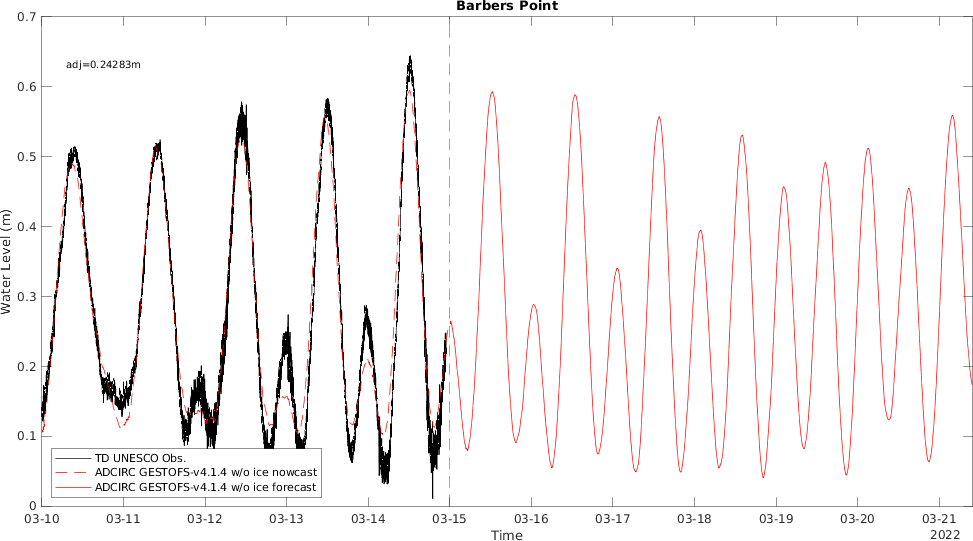 Barbers Point
0.7
0.6
0.5
0.4
0.3
0.2
0.1
0
Water Level (m)
adj=0.24283m
TD UNESCO Obs.
ADCIRC GESTOFS-v4.1.4 w/o ice nowcast
ADCIRC GESTOFS-v4.1.4 w/o ice forecast
03-10 03-11 03-12 03-13 03-14 03-15 03-16 03-17 03-18 03-19 03-20 03-21
Time
2022